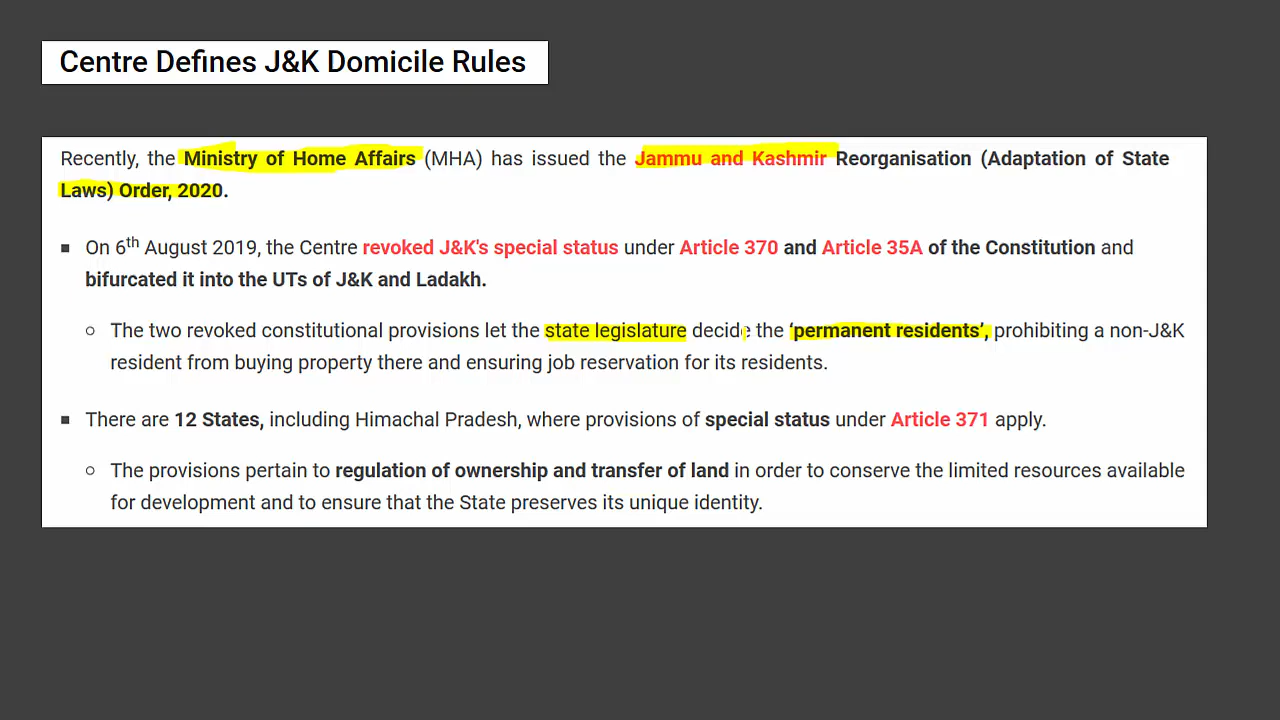 Centre Defines J&K Domicile Rules
Recently, the Ministry of Home Affairs (MHA) has issued the Jammu and Kashmir Reorganisation (Adaptation of State
Laws) Order, 2020.
▪ On 6th August 2019, the Centre revoked J&K's special status under Article 370 and Article 35A of the Constitution and
bifurcated it into the UTs of J&K and Ladakh.
○ The two revoked constitutional provisions let the state legislature decide the ‘permanent residents’, prohibiting a non-J&K
resident from buying property there and ensuring job reservation for its residents.
▪ There are 12 States, including Himachal Pradesh, where provisions of special status under Article 371 apply.
○ The provisions pertain to regulation of ownership and transfer of land in order to conserve the limited resources available
for development and to ensure that the State preserves its unique identity.